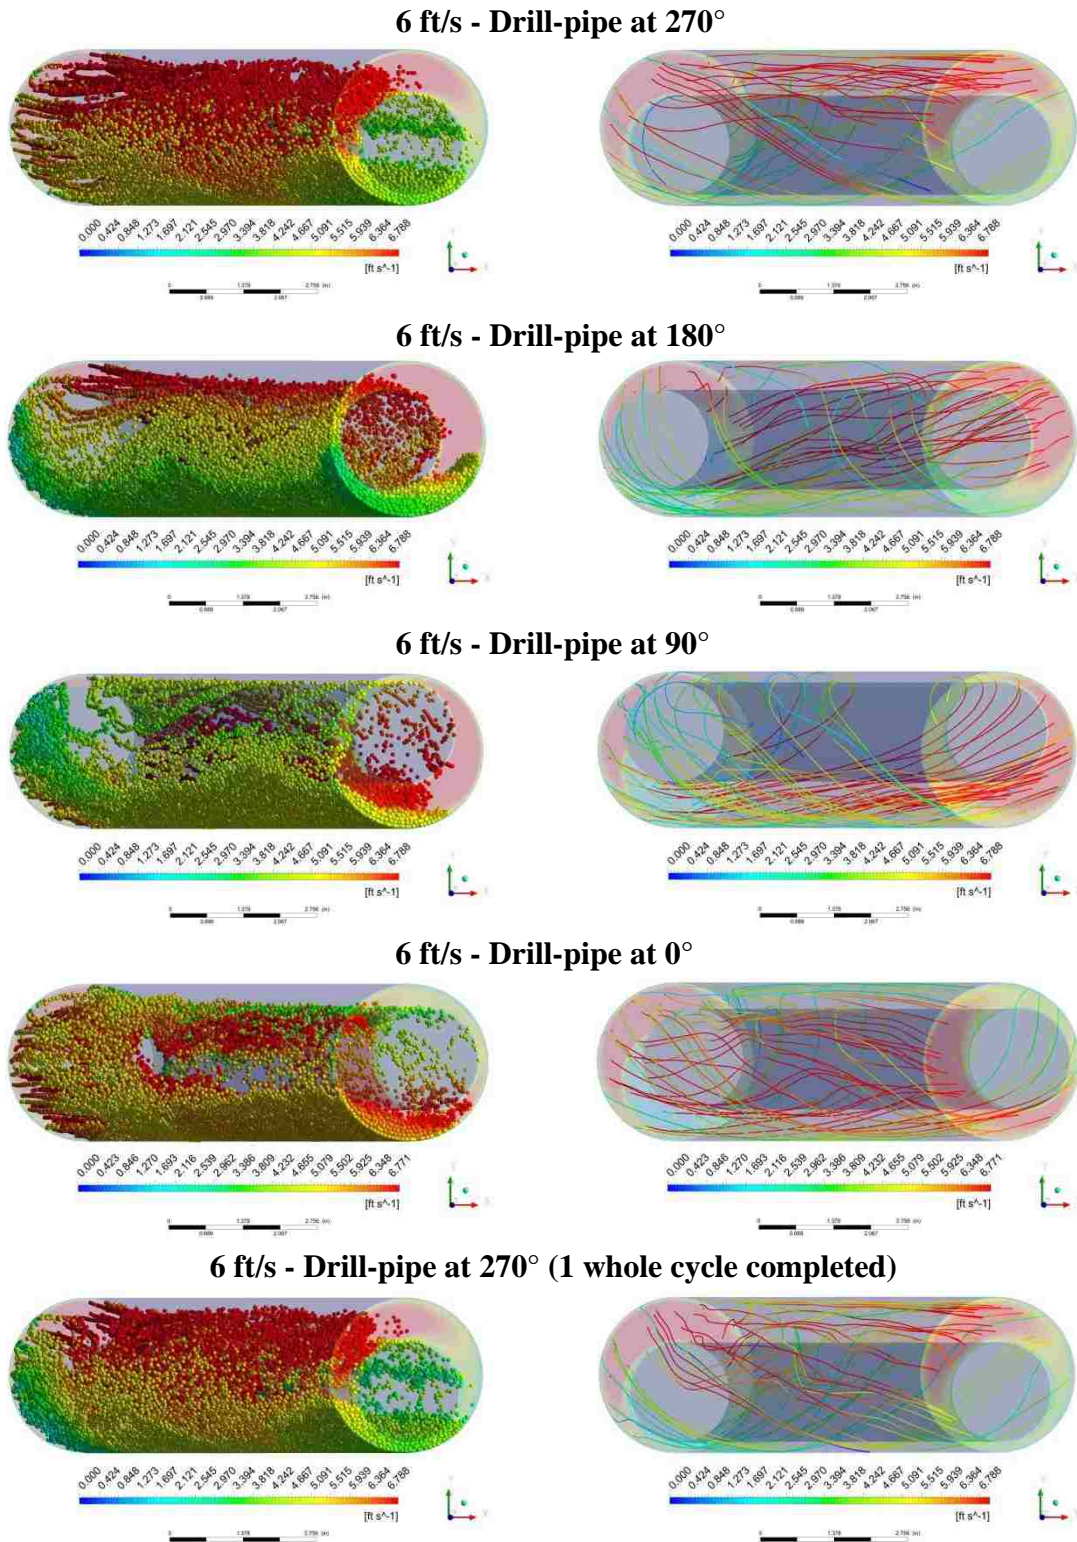 6 ft/s - Drill-pipe at 270°
0.000 0.424 0.848 1.273 1.697 2.121 2.545 2.970 3.394 3.818 4.242 4.667 5.091 5.515 5.939 6.364 6.788
[ft s^-1]
0.000 0.424 0.848 1.273 1.697 2.121 2.545 2.970 3.394 3.818 4.242 4.667 5.091 5.515 5.939 6.364 6.788
[ft s^-1]
6 ft/s - Drill-pipe at 180°
0.000 0.424 0.848 1.273 1.697 2.121 2.545 2.970 3.394 3.818 4.242 4.667 5.091 5.515 5.939 6.364 6.788
[ft s^-1]
0.000 0.424 0.848 1.273 1.697 2.121 2.545 2.970 3.394 3.818 4.242 4.667 5.091 5.515 5.939 6.364 6.788
[ft s^-1]
6 ft/s - Drill-pipe at 90°
0.000 0.424 0.848 1.273 1.697 2.121 2.545 2.970 3.394 3.818 4.242 4.667 5.091 5.515 5.939 6.364 6.788
[ft s^-1]
0.000 0.424 0.848 1.273 1.697 2.121 2.545 2.970 3.394 3.818 4.242 4.667 5.091 5.515 5.939 6.364 6.788
[ft s^-1]
6 ft/s - Drill-pipe at 0°
0.000 0.423 0.846 1.270 1.693 2.116 2.539 2.962 3.386 3.809 4.232 4.655 5.079 5.502 5.925 6.348 6.771
[ft s^-1]
0.000 0.423 0.846 1.270 1.693 2.116 2.539 2.962 3.386 3.809 4.232 4.655 5.079 5.502 5.925 6.348 6.771
[ft s^-1]
6 ft/s - Drill-pipe at 270° (1 whole cycle completed)
0.000 0.424 0.848 1.273 1.697 2.121 2.545 2.970 3.394 3.818 4.242 4.667 5.091 5.515 5.939 6.364 6.788
[ft s^-1]
0.000 0.424 0.848 1.273 1.697 2.121 2.545 2.970 3.394 3.818 4.242 4.667 5.091 5.515 5.939 6.364 6.788
[ft s^-1]